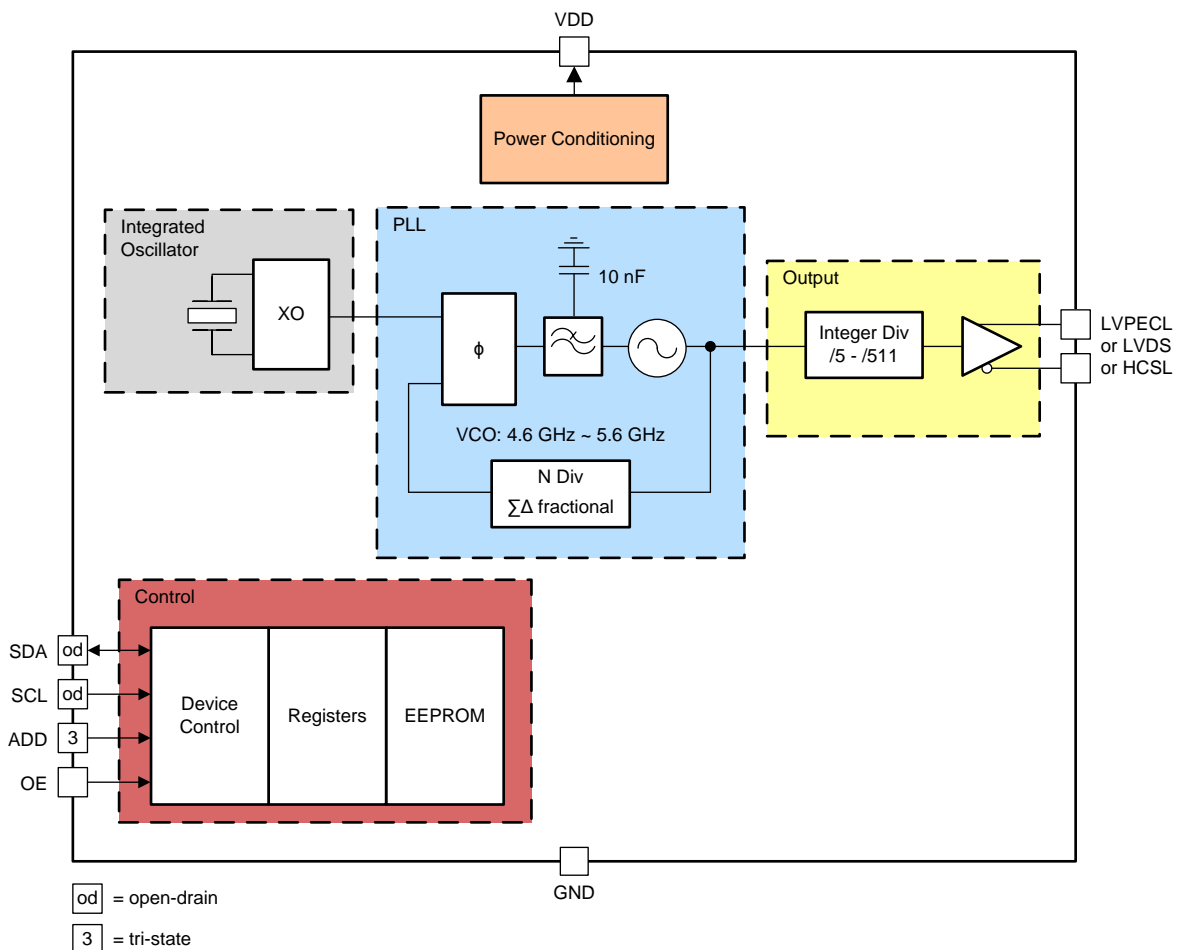 VDD
Power Conditioning
Integrated
Oscillator
XO
PLL
10 nF
ϕ
VCO: 4.6 GHz ~ 5.6 GHz
N Div
∑Δ fractional
Output
Integer Div
/5 - /511
LVPECL
or LVDS
or HCSL
Control
SDA
od
SCL
od
ADD
3
OE
Device
Control
Registers
EEPROM
GND
od = open-drain
3 = tri-state